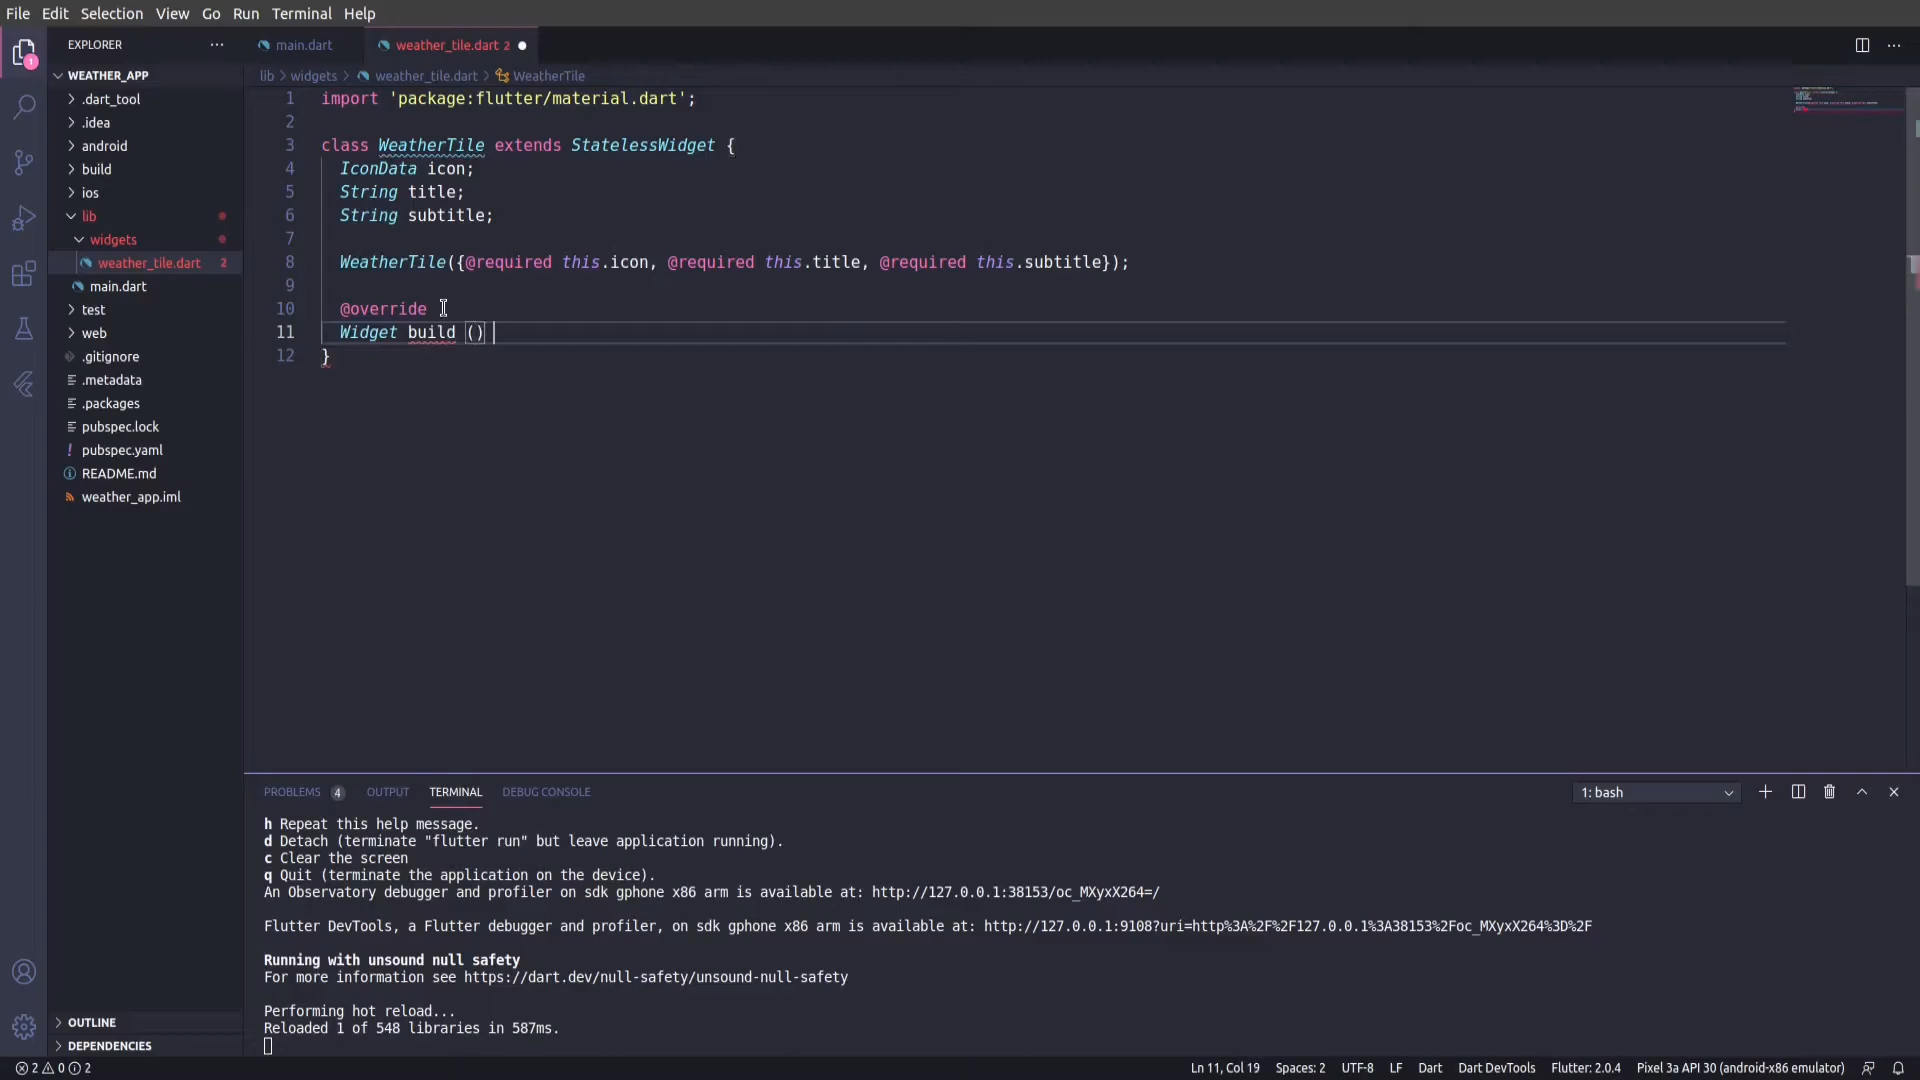 File Edit Selection View Go Run Terminal Help
EXPLORER ...
main.dart
weather_tile.dart 2
WEATHER_APP
lib > widgets > weather_tile.dart > WeatherTile
.dart_tool
.idea
android
build
ios
lib
widgets
weather_tile.dart 2
main.dart
test
web
.gitignore
.metadata
.packages
pubspec.lock
! pubspec.yaml
README.md
weather_app.iml
OUTLINE
DEPENDENCIES
1
1 import 'package:flutter/material.dart';
2
3 class WeatherTile extends StatelessWidget {
4 IconData icon;
5 String title;
6 String subtitle;
7
8 WeatherTile({@required this.icon, @required this.title, @required this.subtitle});
9
10 @override
11 Widget build ()
12 }
PROBLEMS 4 OUTPUT TERMINAL DEBUG CONSOLE
1: bash
h Repeat this help message.
d Detach (terminate "flutter run" but leave application running).
c Clear the screen
q Quit (terminate the application on the device).
An Observatory debugger and profiler on sdk gphone x86 arm is available at: http://127.0.0.1:38153/oc_MXyxX264=/
Flutter DevTools, a Flutter debugger and profiler, on sdk gphone x86 arm is available at: http://127.0.0.1:9108?uri=http%3A%2F%2F127.0.0.1%3A38153%2Foc_MXyxX264%3D%2F
Running with unsound null safety
For more information see https://dart.dev/null-safety/unsound-null-safety
Performing hot reload...
Reloaded 1 of 548 libraries in 587ms.
2 0 2
Ln 11, Col 19 Spaces: 2 UTF-8 LF Dart Dart DevTools Flutter: 2.0.4 Pixel 3a API 30 (android-x86 emulator)